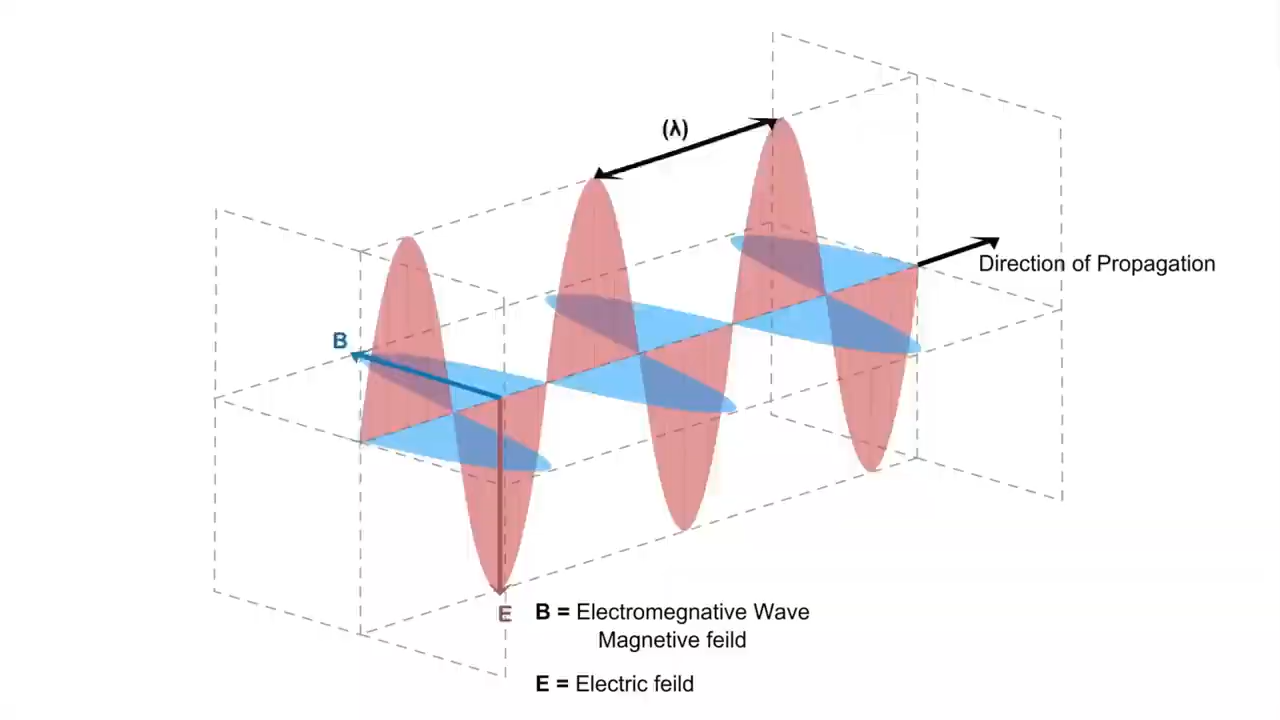 (λ)
Direction of Propagation
B
E
B = Electromegnative Wave
Magnetive feild
E = Electric feild